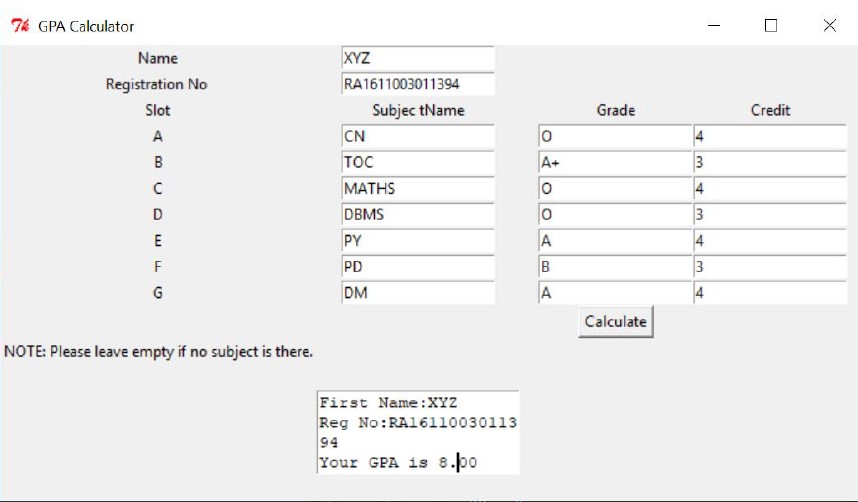 GPA Calculator
Name XYZ
Registration No RA1611003011394
Slot Subjec tName Grade Credit
A CN O 4
B TOC A+ 3
C MATHS O 4
D DBMS O 3
E PY A 4
F PD B 3
G DM A 4
Calculate
NOTE: Please leave empty if no subject is there.
First Name:XYZ
Reg No:RA16110030113
94
Your GPA is 8.00